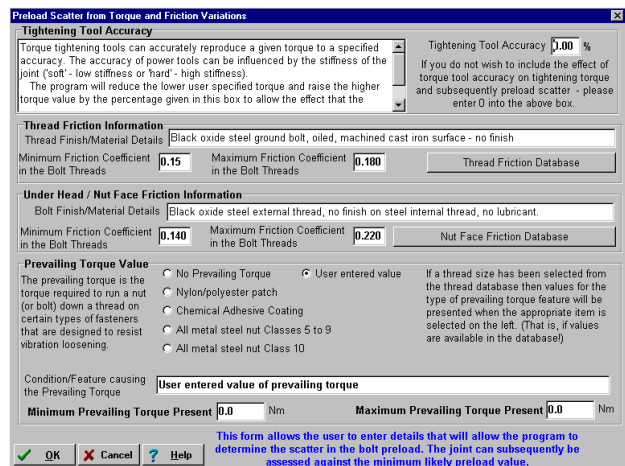 Preload Scatter from Torque and Friction Variations
Tightening Tool Accuracy
Torque tightening tools can accurately reproduce a given torque to a specified
accuracy. The accuracy of power tools can be influenced by the stiffness of the
joint ('soft' - low stiffness or 'hard' - high stiffness).
The program will reduce the lower user specified torque and raise the higher
torque value by the percentage given in this box to allow the effect that the
Tightening Tool Accuracy 0.00 %
If you do not wish to include the effect of
torque tool accuracy on tightening torque
and subsequently preload scatter - please
enter 0 into the above box.
Thread Friction Information
Thread Finish/Material Details Black oxide steel ground bolt, oiled, machined cast iron surface - no finish
Minimum Friction Coefficient
in the Bolt Threads 0.15
Maximum Friction Coefficient
in the Bolt Threads 0.180
Thread Friction Database
Under Head / Nut Face Friction Information
Bolt Finish/Material Details Black oxide steel external thread, no finish on steel internal thread, no lubricant.
Minimum Friction Coefficient
in the Bolt Threads 0.140
Maximum Friction Coefficient
in the Bolt Threads 0.220
Nut Face Friction Database
Prevailing Torque Value
The prevailing torque is the
torque required to run a nut
(or bolt) down a thread on
certain types of fasteners
that are designed to resist
vibration loosening.
No Prevailing Torque
User entered value
Nylon/polyester patch
Chemical Adhesive Coating
All metal steel nut Classes 5 to 9
All metal steel nut Class 10
If a thread size has been selected from
the thread database then values for the
type of prevailing torque feature will be
presented when the appropriate item is
selected on the left. (That is, if values
are available in the database!)
Condition/Feature causing
the Prevailing Torque
User entered value of prevailing torque
Minimum Prevailing Torque Present 0.0 Nm
Maximum Prevailing Torque Present 0.0 Nm
OK
Cancel
? Help
This form allows the user to enter details that will allow the program to
determine the scatter in the bolt preload. The joint can subsequently be
assessed against the minimum likely preload value.